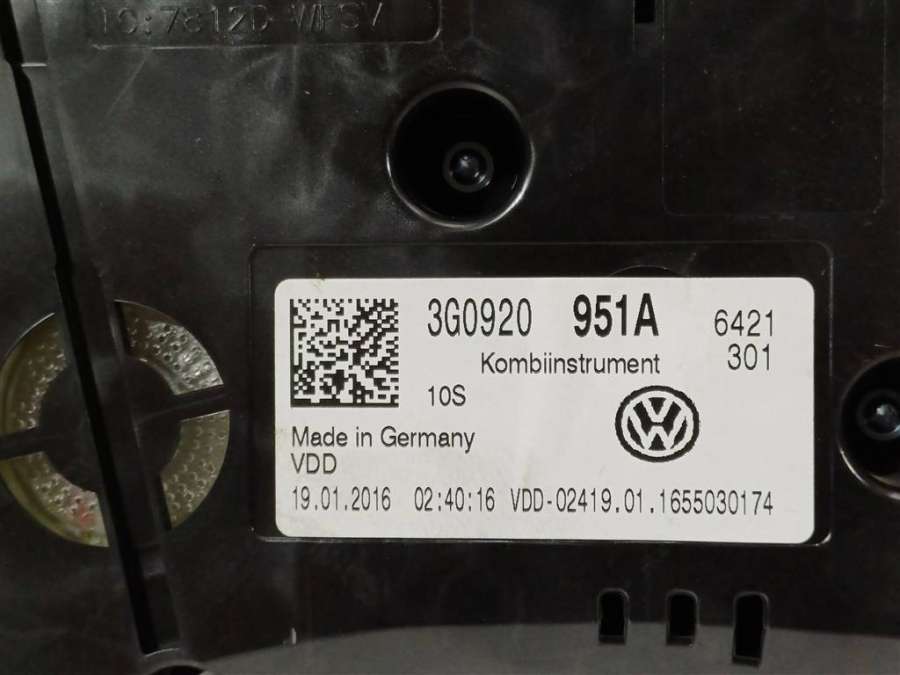 3G0920 951A 6421
Kombiinstrument 301
10S
Made in Germany
VDD
19.01.2016 02:40:16 VDD-02419.01.1655030174